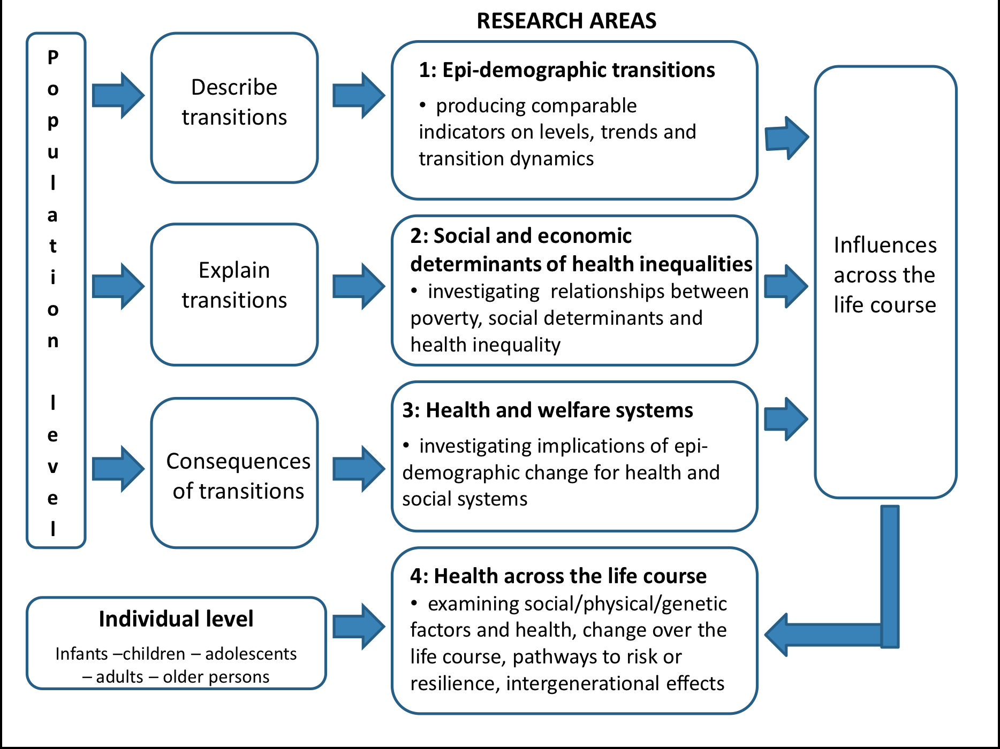 RESEARCH AREAS
Population level
Describe
transitions
1: Epi-demographic transitions
• producing comparable
indicators on levels, trends and
transition dynamics
Explain
transitions
2: Social and economic
determinants of health inequalities
• investigating  relationships between
poverty, social determinants and
health inequality
Consequences
of transitions
3: Health and welfare systems
• investigating implications of epi-
demographic change for health and
social systems
Influences
across the
life course
Individual level
Infants –children – adolescents
– adults – older persons
4: Health across the life course
• examining social/physical/genetic
factors and health, change over the
life course, pathways to risk or
resilience, intergenerational effects